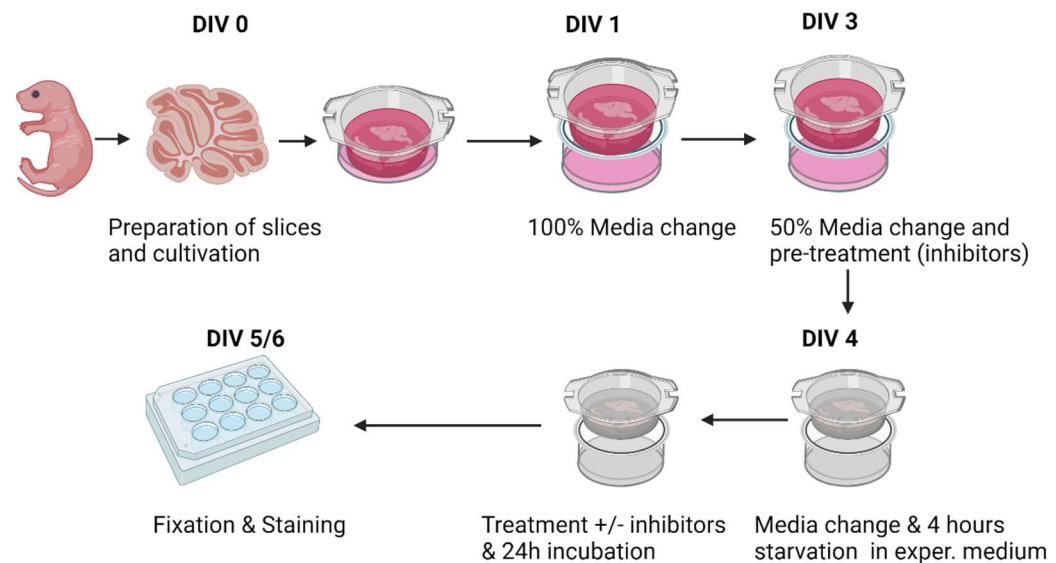 DIV 0
Preparation of slices
and cultivation
DIV 1
100% Media change
DIV 3
50% Media change and
pre-treatment (inhibitors)
DIV 4
Media change & 4 hours
starvation in exper. medium
Treatment +/- inhibitors
& 24h incubation
DIV 5/6
Fixation & Staining